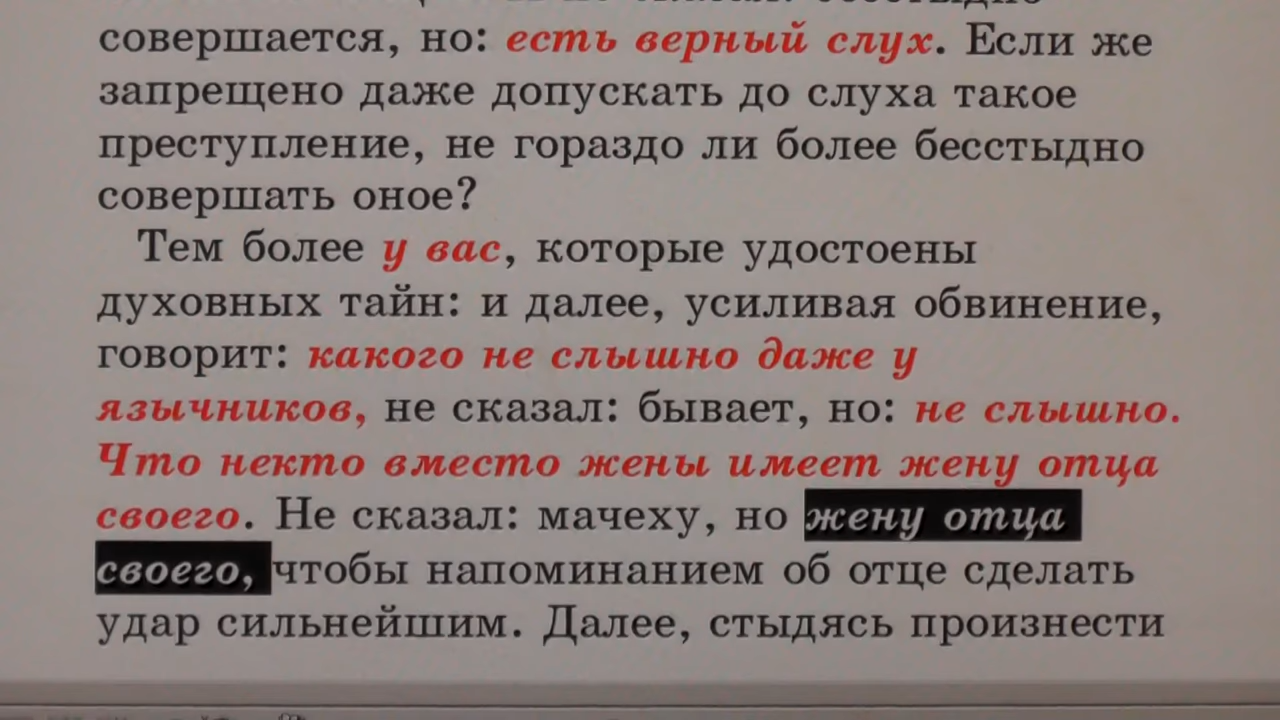 совершается, но: есть верный слух. Если же
запрещено даже допускать до слуха такое
преступление, не гораздо ли более бесстыдно
совершать оное?
Тем более у вас, которые удостоены
духовных тайн: и далее, усиливая обвинение,
говорит: какого не слышно даже у
язычников, не сказал: бывает, но: не слышно.
Что некто вместо жены имеет жену отца
своего. Не сказал: мачеху, но жену отца
своего, чтобы напоминанием об отце сделать
удар сильнейшим. Далее, стыдясь произнести